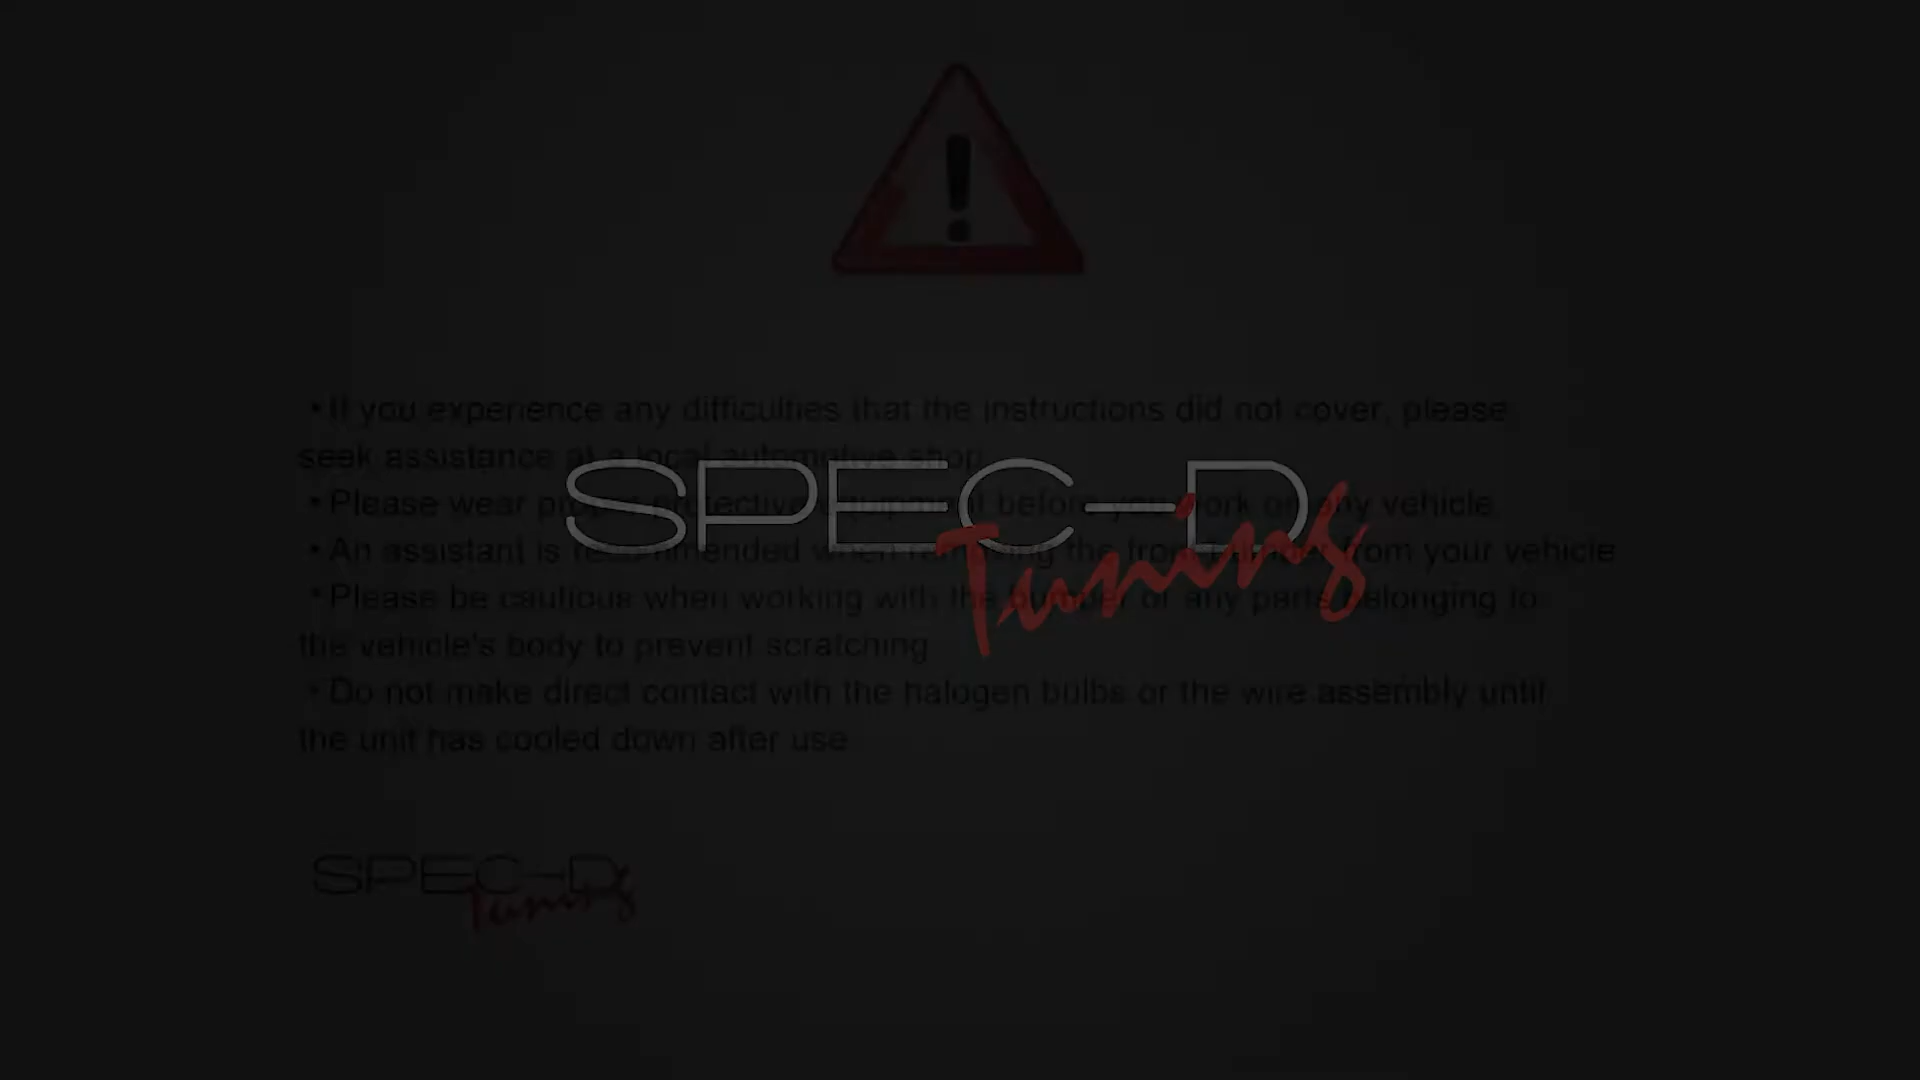 !
• If you experience any difficulties that the instructions did not cover, please
seek assistance at a local automotive shop
• Please wear proper protective equipment before you work on any vehicle
• An assistant is recommended when removing the front bumper from your vehicle
• Please be cautious when working with the bumper or any parts belonging to
the vehicle's body to prevent scratching
• Do not make direct contact with the halogen bulbs or the wire assembly until
the unit has cooled down after use
SPEC-D
Tuning
SPEC-D
Tuning